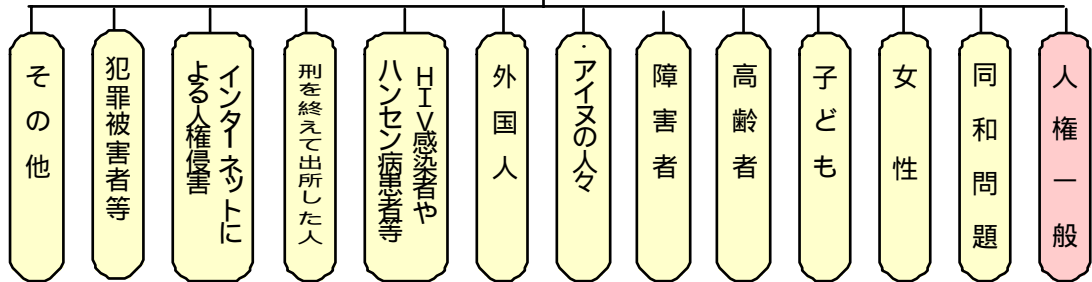 人権一般
同和問題
女性
子ども
高齢者
障害者
・アイヌの人々
外国人
HIV感染者や
ハンセン病患者等
刑を終えて出所した人
インターネットに
よる人権侵害
犯罪被害者等
その他